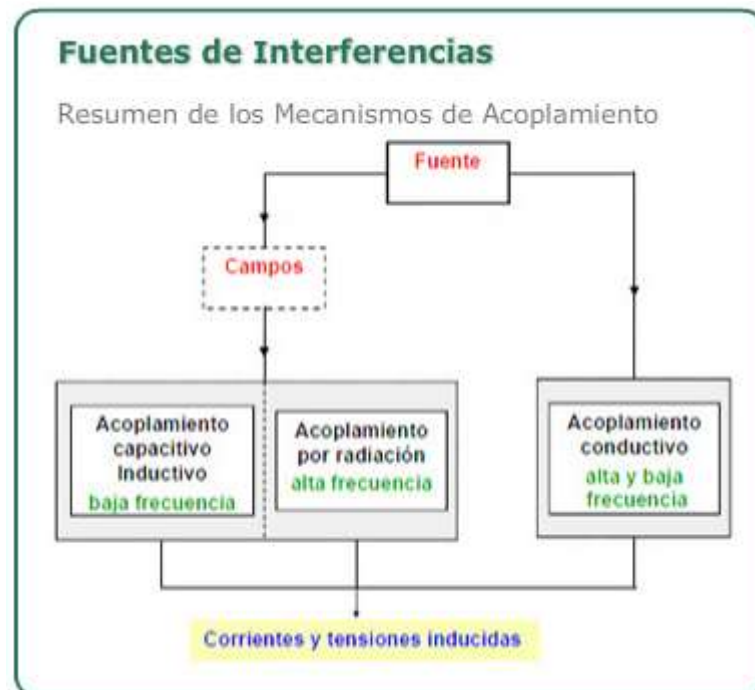 Fuentes de Interferencias
Resumen de los Mecanismos de Acoplamiento
Fuente
Campos
Acoplamiento
capacitivo
Inductivo
baja frecuencia
Acoplamiento
por radiación
alta frecuencia
Acoplamiento
conductivo
alta y baja
frecuencia
Corrientes y tensiones inducidas